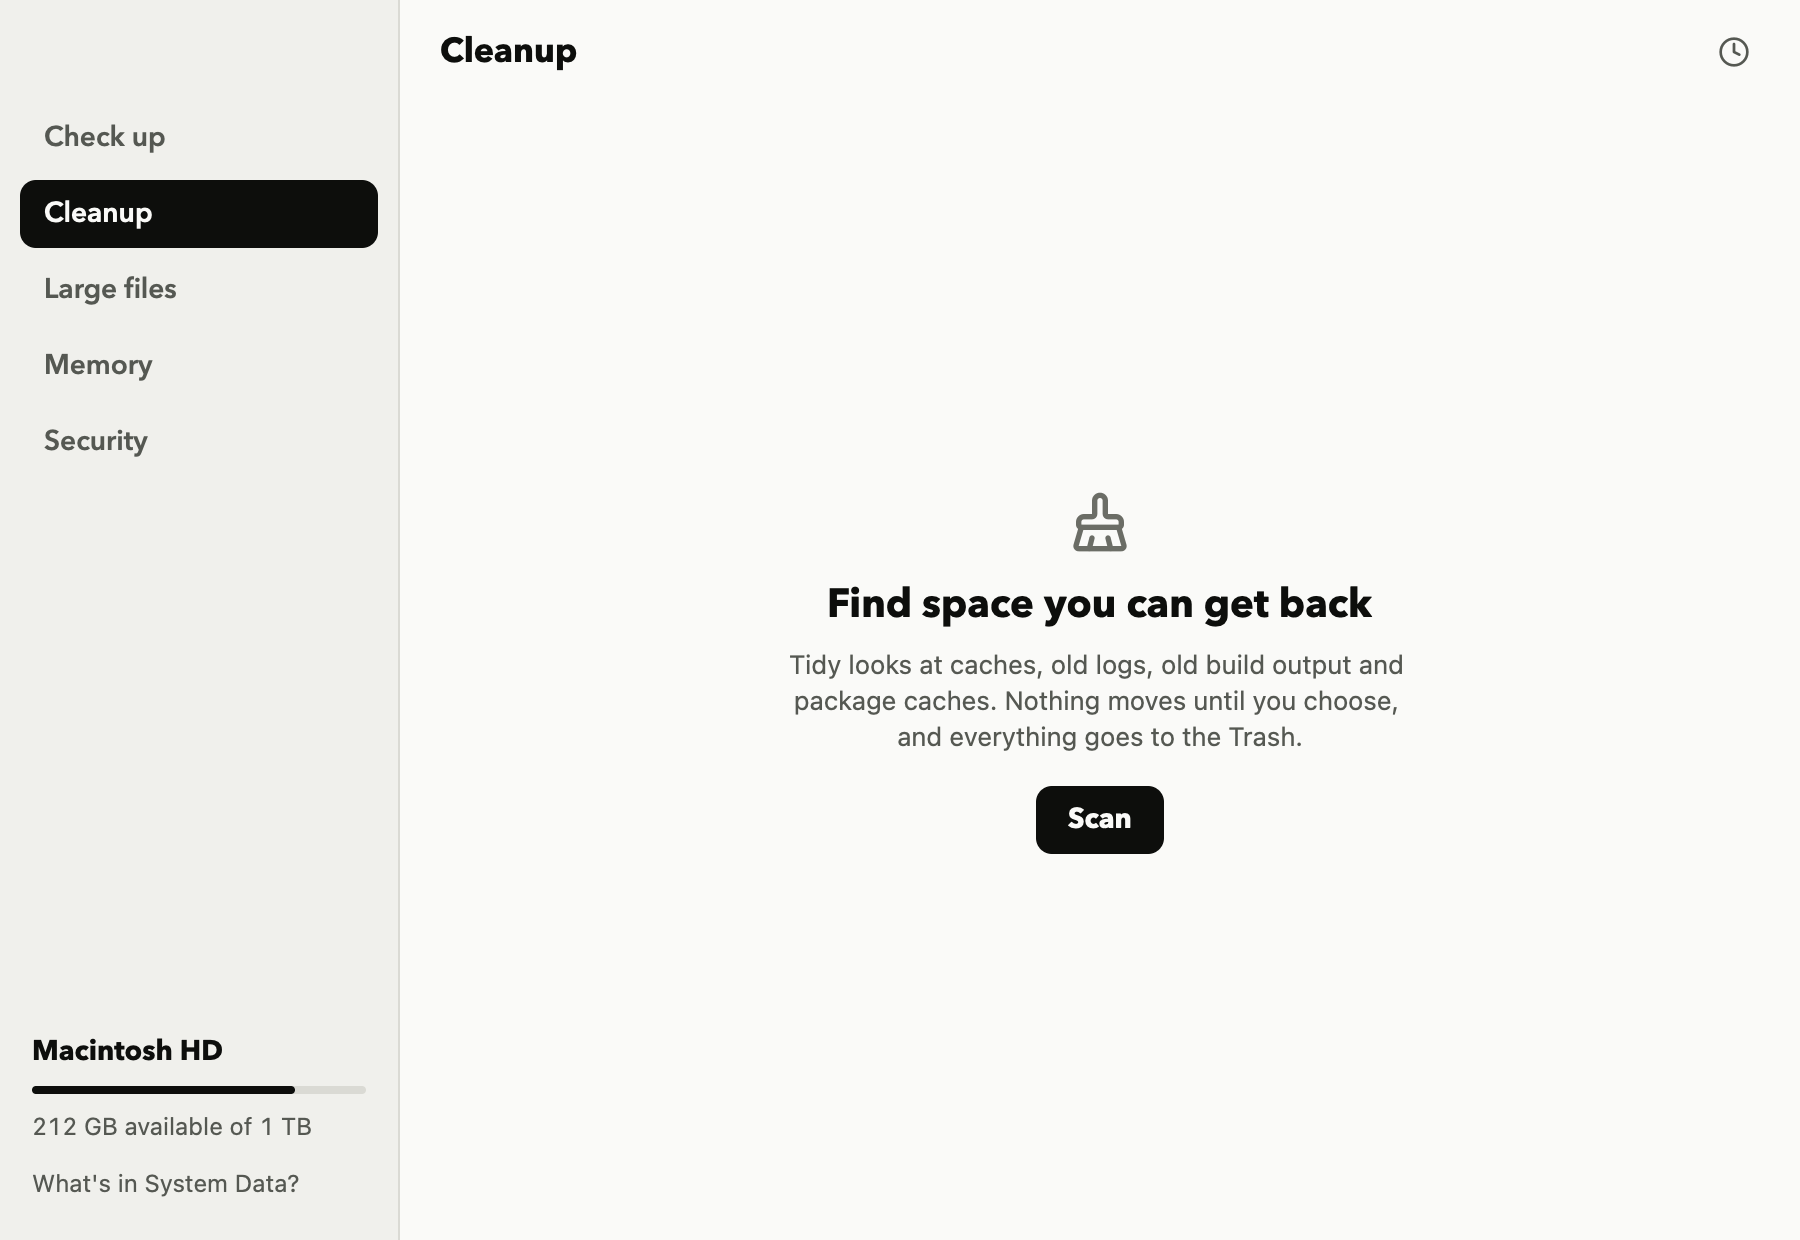 Cleanup
Check up
Cleanup
Large files
Memory
Security
Find space you can get back
Tidy looks at caches, old logs, old build output and
package caches. Nothing moves until you choose,
and everything goes to the Trash.
Scan
Macintosh HD
212 GB available of 1 TB
What's in System Data?